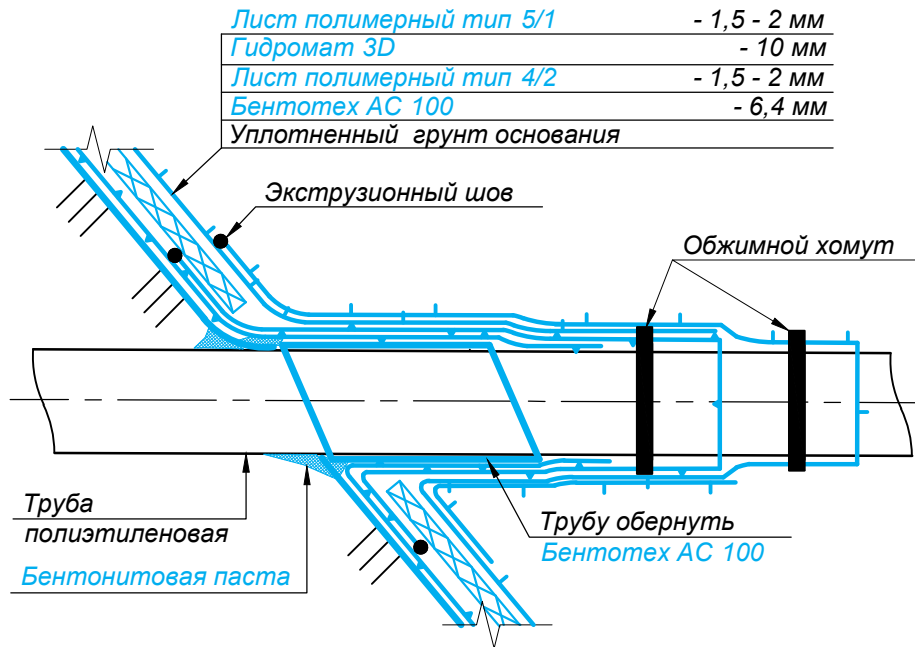 Лист полимерный тип 5/1 - 1,5 - 2 мм
Гидромат 3D - 10 мм
Лист полимерный тип 4/2 - 1,5 - 2 мм
Бентотех АС 100 - 6,4 мм
Уплотненный грунт основания
Экструзионный шов
Обжимной хомут
Труба
полиэтиленовая
Бентонитовая паста
Трубу обернуть
Бентотех АС 100